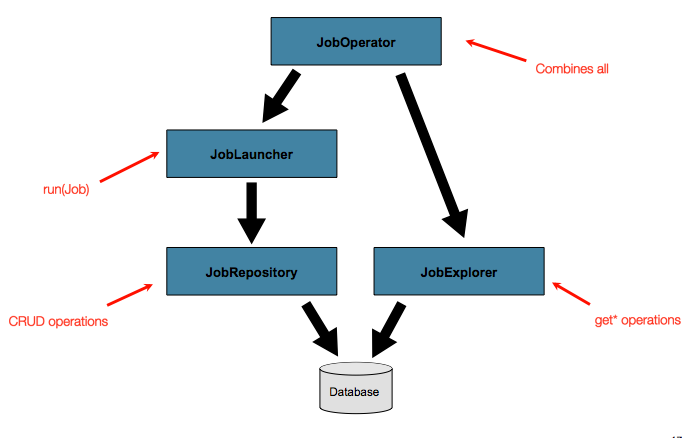 JobOperator
Combines all
JobLauncher
run(Job)
JobRepository
JobExplorer
CRUD operations
get* operations
Database